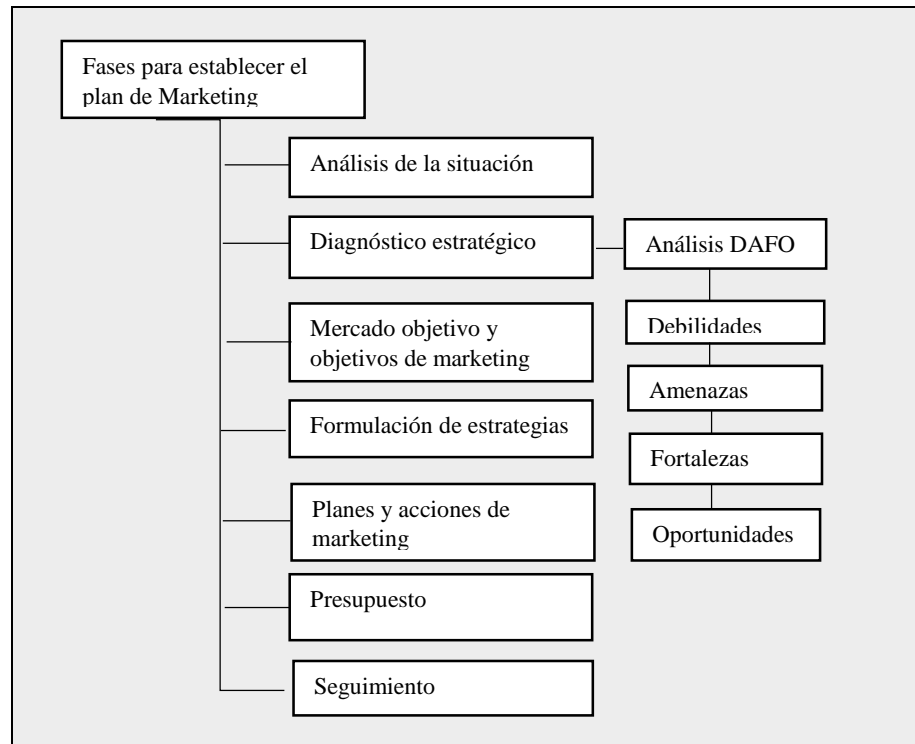 Fases para establecer el
plan de Marketing
Análisis de la situación
Diagnóstico estratégico
Análisis DAFO
Debilidades
Amenazas
Fortalezas
Oportunidades
Mercado objetivo y
objetivos de marketing
Formulación de estrategias
Planes y acciones de
marketing
Presupuesto
Seguimiento